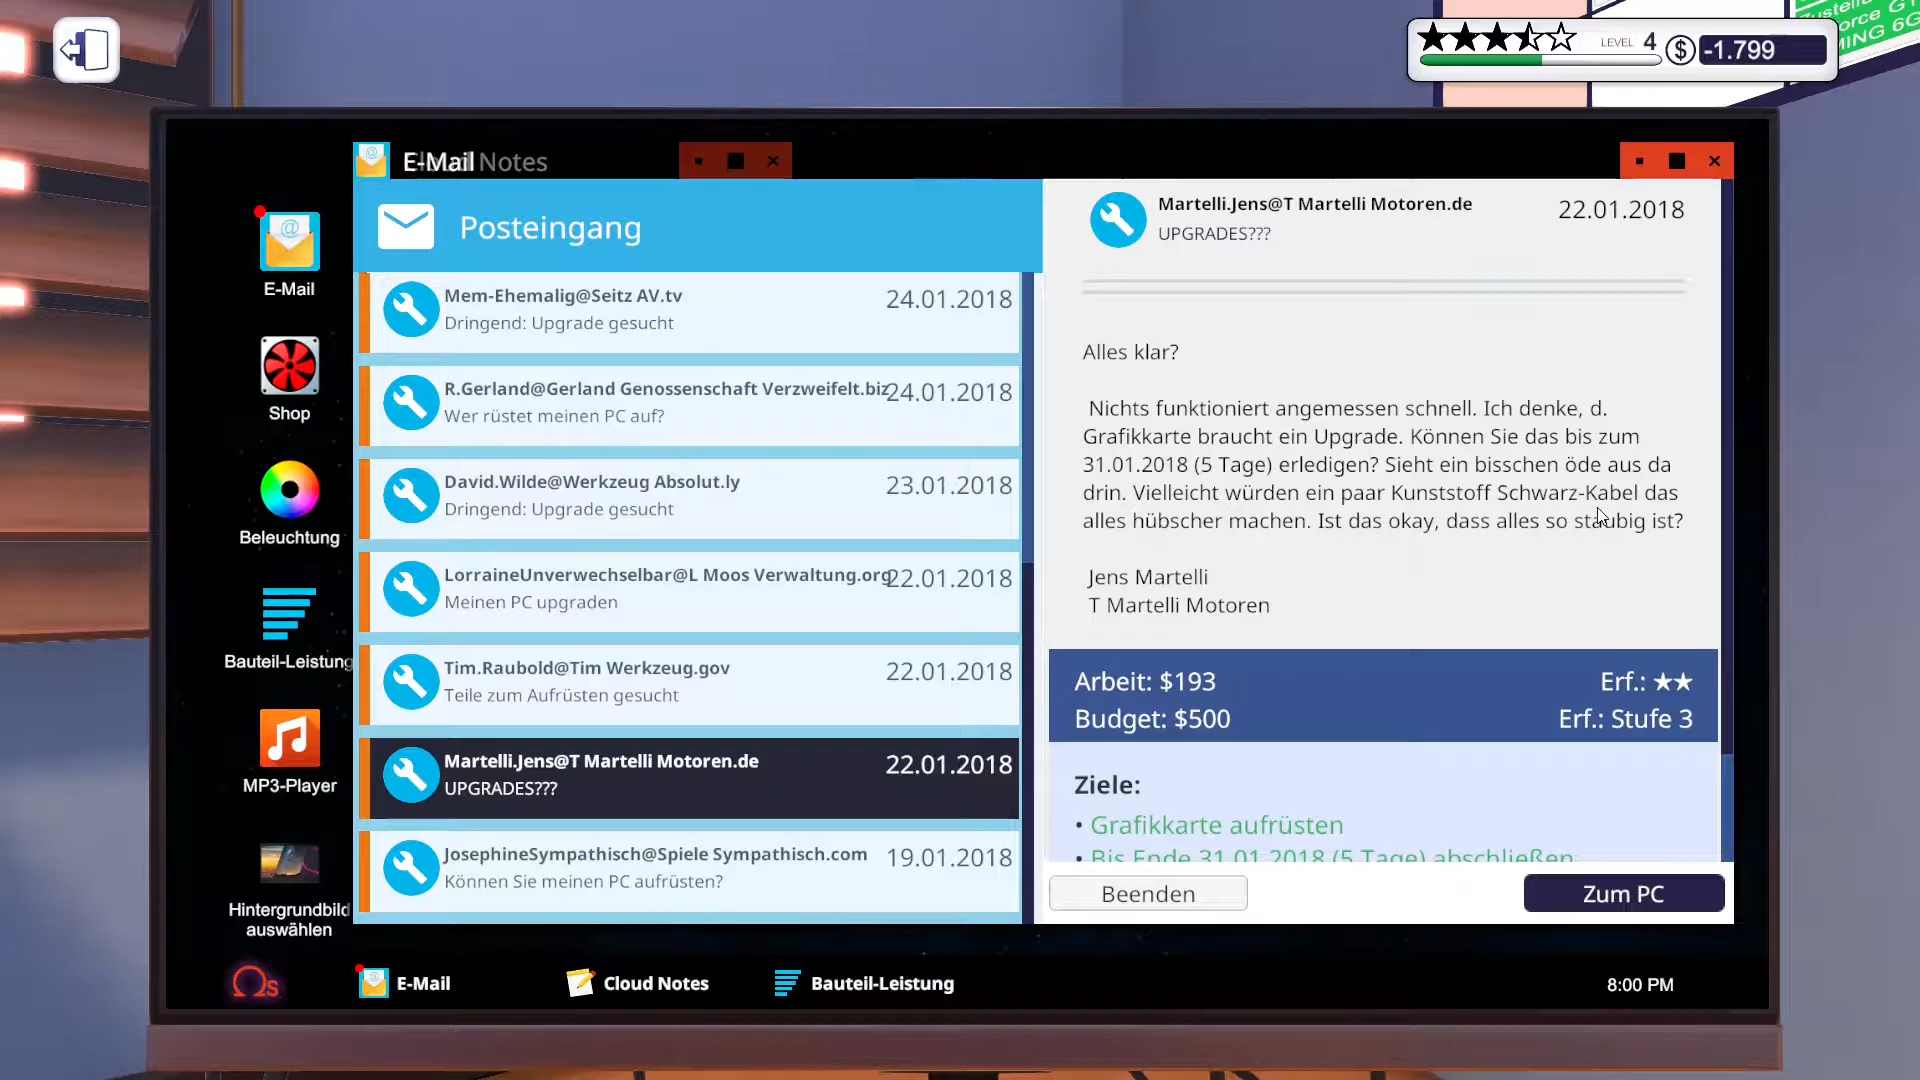 LEVEL 4 $ -1.799
E-Mail
Notes
E-Mail
Shop
Beleuchtung
Bauteil-Leistung
MP3-Player
Hintergrundbild
auswählen
Posteingang
Mem-Ehemalig@Seitz AV.tv 24.01.2018
Dringend: Upgrade gesucht
R.Gerland@Gerland Genossenschaft Verzweifelt.biz 24.01.2018
Wer rüstet meinen PC auf?
David.Wilde@Werkzeug Absolut.ly 23.01.2018
Dringend: Upgrade gesucht
LorraineUnverwechselbar@L Moos Verwaltung.org 22.01.2018
Meinen PC upgraden
Tim.Raubold@Tim Werkzeug.gov 22.01.2018
Teile zum Aufrüsten gesucht
Martelli.Jens@T Martelli Motoren.de 22.01.2018
UPGRADES???
JosephineSympathisch@Spiele Sympathisch.com 19.01.2018
Können Sie meinen PC aufrüsten?
Martelli.Jens@T Martelli Motoren.de 22.01.2018
UPGRADES???
Alles klar?
Nichts funktioniert angemessen schnell. Ich denke, d.
Grafikkarte braucht ein Upgrade. Können Sie das bis zum
31.01.2018 (5 Tage) erledigen? Sieht ein bisschen öde aus da
drin. Vielleicht würden ein paar Kunststoff Schwarz-Kabel das
alles hübscher machen. Ist das okay, dass alles so staubig ist?
Jens Martelli
T Martelli Motoren
Arbeit: $193 Erf.: ★★
Budget: $500 Erf.: Stufe 3
Ziele:
• Grafikkarte aufrüsten
• Bis Ende 31.01.2018 (5 Tage) abschließen
Beenden Zum PC
E-Mail Cloud Notes Bauteil-Leistung 8:00 PM